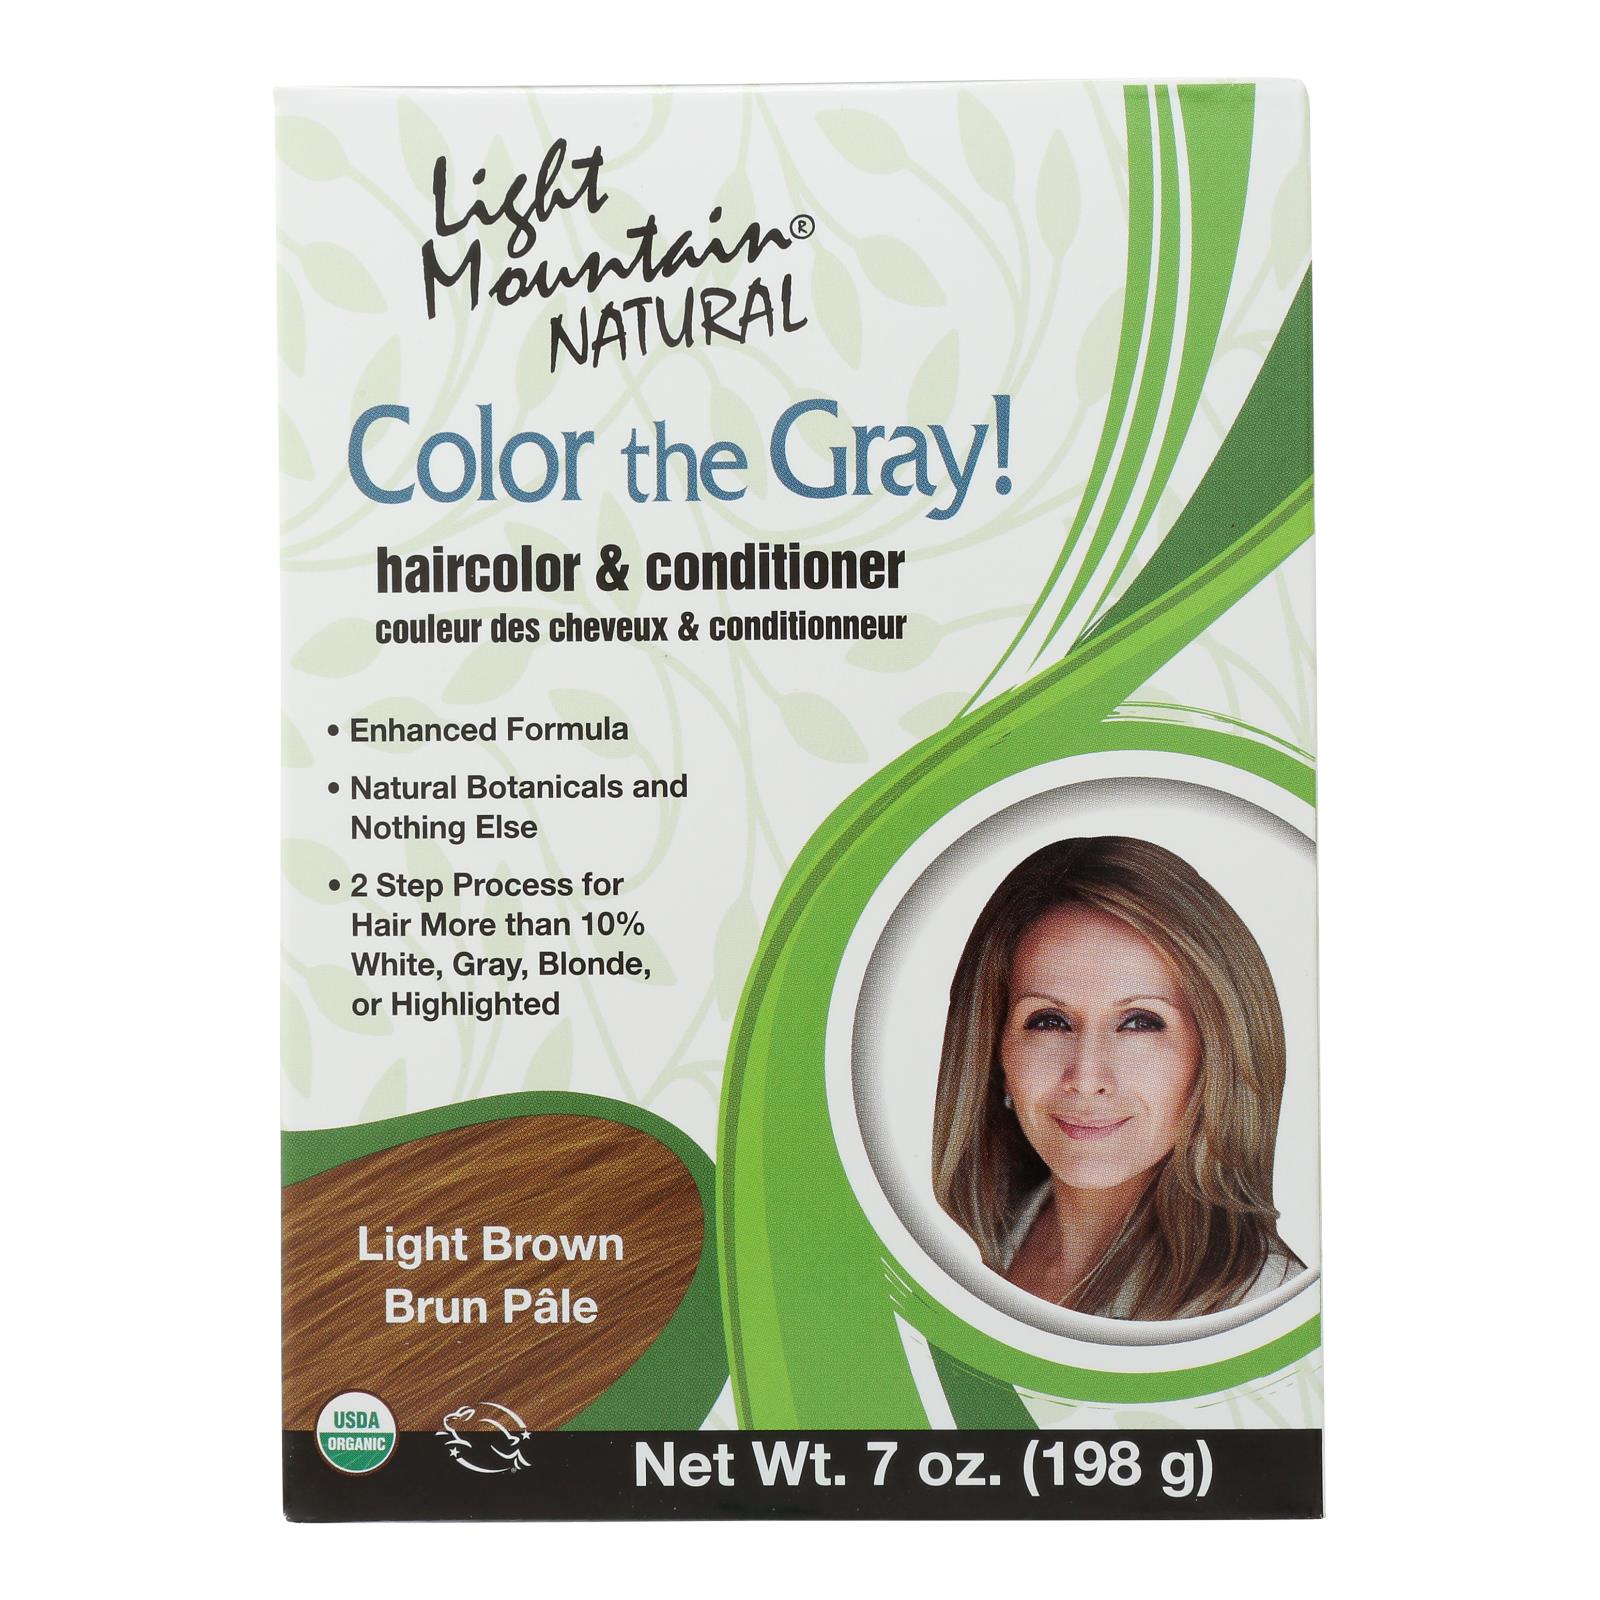 Light
Mountain®
NATURAL
Color the Gray!
haircolor & conditioner
couleur des cheveux & conditionneur
• Enhanced Formula
• Natural Botanicals and
Nothing Else
• 2 Step Process for
Hair More than 10%
White, Gray, Blonde,
or Highlighted
Light Brown
Brun Pâle
USDA
ORGANIC
Net Wt. 7 oz. (198 g)